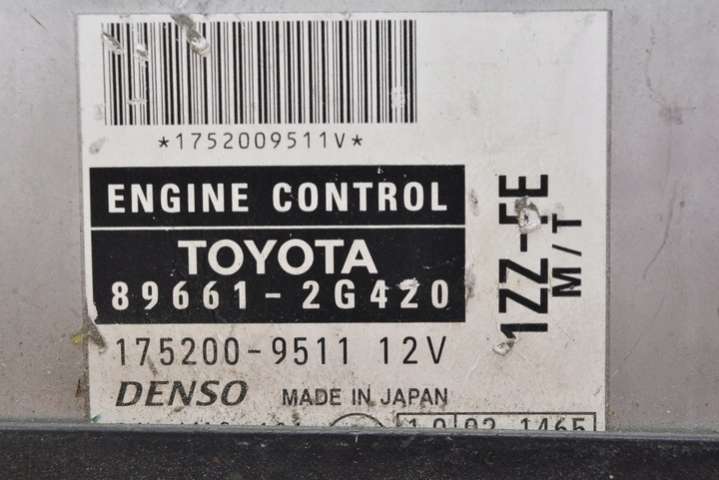 *1752009511V*
ENGINE CONTROL
TOYOTA
89661-2G420
175200-9511 12V
DENSO MADE IN JAPAN
1ZZ-FE
M/T